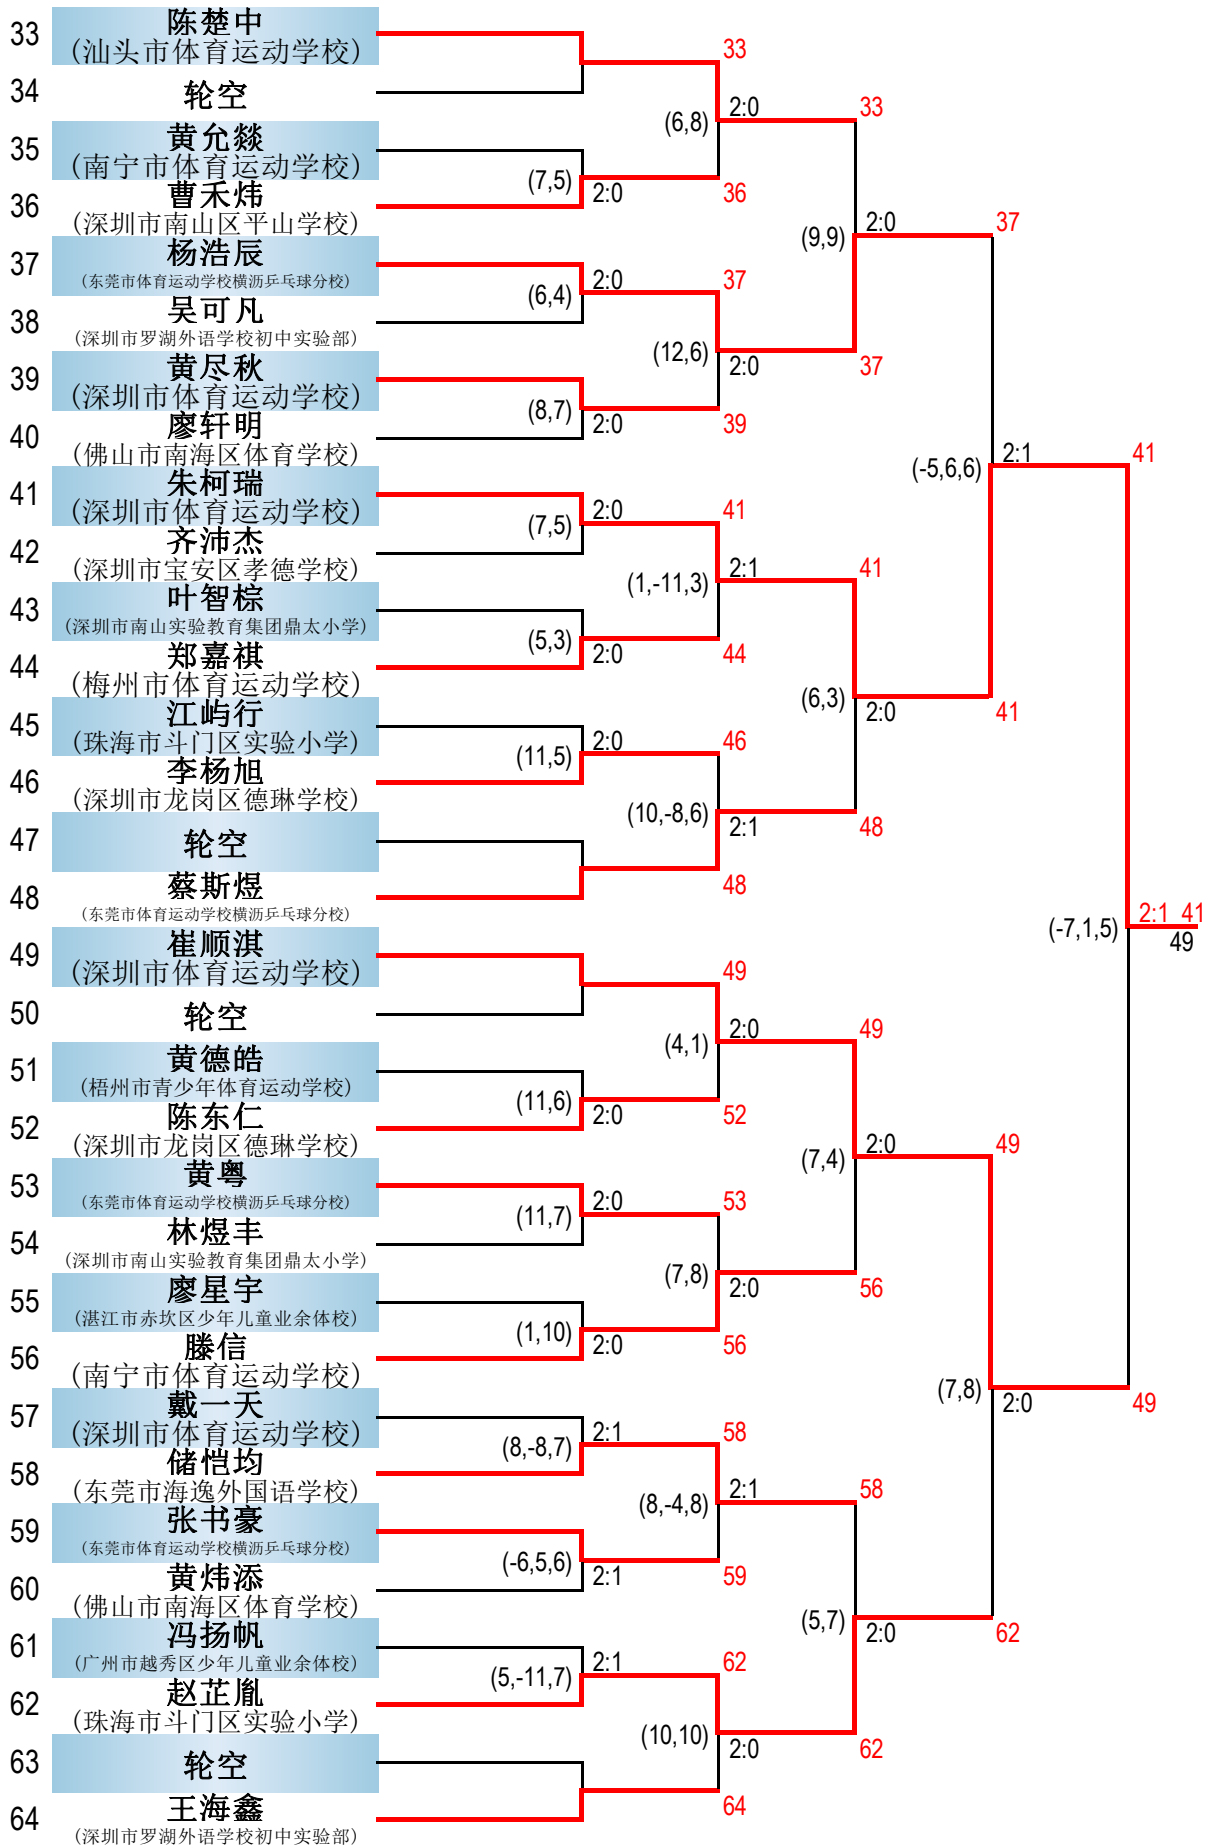 33 陈楚中
(汕头市体育运动学校)
34 轮空
35 黄允燚
(南宁市体育运动学校)
36 曹禾炜
(深圳市南山区平山学校)
37 杨浩辰
(东莞市体育运动学校横沥乒乓球分校)
38 吴可凡
(深圳市罗湖外语学校初中实验部)
39 黄尽秋
(深圳市体育运动学校)
40 廖轩明
(佛山市南海区体育学校)
41 朱柯瑞
(深圳市体育运动学校)
42 齐沛杰
(深圳市宝安区孝德学校)
43 叶智棕
(深圳市南山实验教育集团鼎太小学)
44 郑嘉祺
(梅州市体育运动学校)
45 江屿行
(珠海市斗门区实验小学)
46 李杨旭
(深圳市龙岗区德琳学校)
47 轮空
48 蔡斯煜
(东莞市体育运动学校横沥乒乓球分校)
49 崔顺淇
(深圳市体育运动学校)
50 轮空
51 黄德皓
(梧州市青少年体育运动学校)
52 陈东仁
(深圳市龙岗区德琳学校)
53 黄粤
(东莞市体育运动学校横沥乒乓球分校)
54 林煜丰
(深圳市南山实验教育集团鼎太小学)
55 廖星宇
(湛江市赤坎区少年儿童业余体校)
56 滕信
(南宁市体育运动学校)
57 戴一天
(深圳市体育运动学校)
58 储恺均
(东莞市海逸外国语学校)
59 张书豪
(东莞市体育运动学校横沥乒乓球分校)
60 黄炜添
(佛山市南海区体育学校)
61 冯扬帆
(广州市越秀区少年儿童业余体校)
62 赵芷胤
(珠海市斗门区实验小学)
63 轮空
64 王海鑫
(深圳市罗湖外语学校初中实验部)
33
(7,5) 2:0 36
(6,4) 2:0 37
(8,7) 2:0 39
(7,5) 2:0 41
(5,3) 2:0 44
(11,5) 2:0 46
48
49
(11,6) 2:0 52
(11,7) 2:0 53
(1,10) 2:0 56
(8,-8,7) 2:1 58
(-6,5,6) 2:1 59
(5,-11,7) 2:1 62
64
(6,8) 2:0 33
(12,6) 2:0 37
(1,-11,3) 2:1 41
(10,-8,6) 2:1 48
(4,1) 2:0 49
(7,8) 2:0 56
(8,-4,8) 2:1 58
(10,10) 2:0 62
(9,9) 2:0 37
(6,3) 2:0 41
(7,4) 2:0 49
(5,7) 2:0 62
(-5,6,6) 2:1 41
(7,8) 2:0 49
(-7,1,5) 2:1 41
49